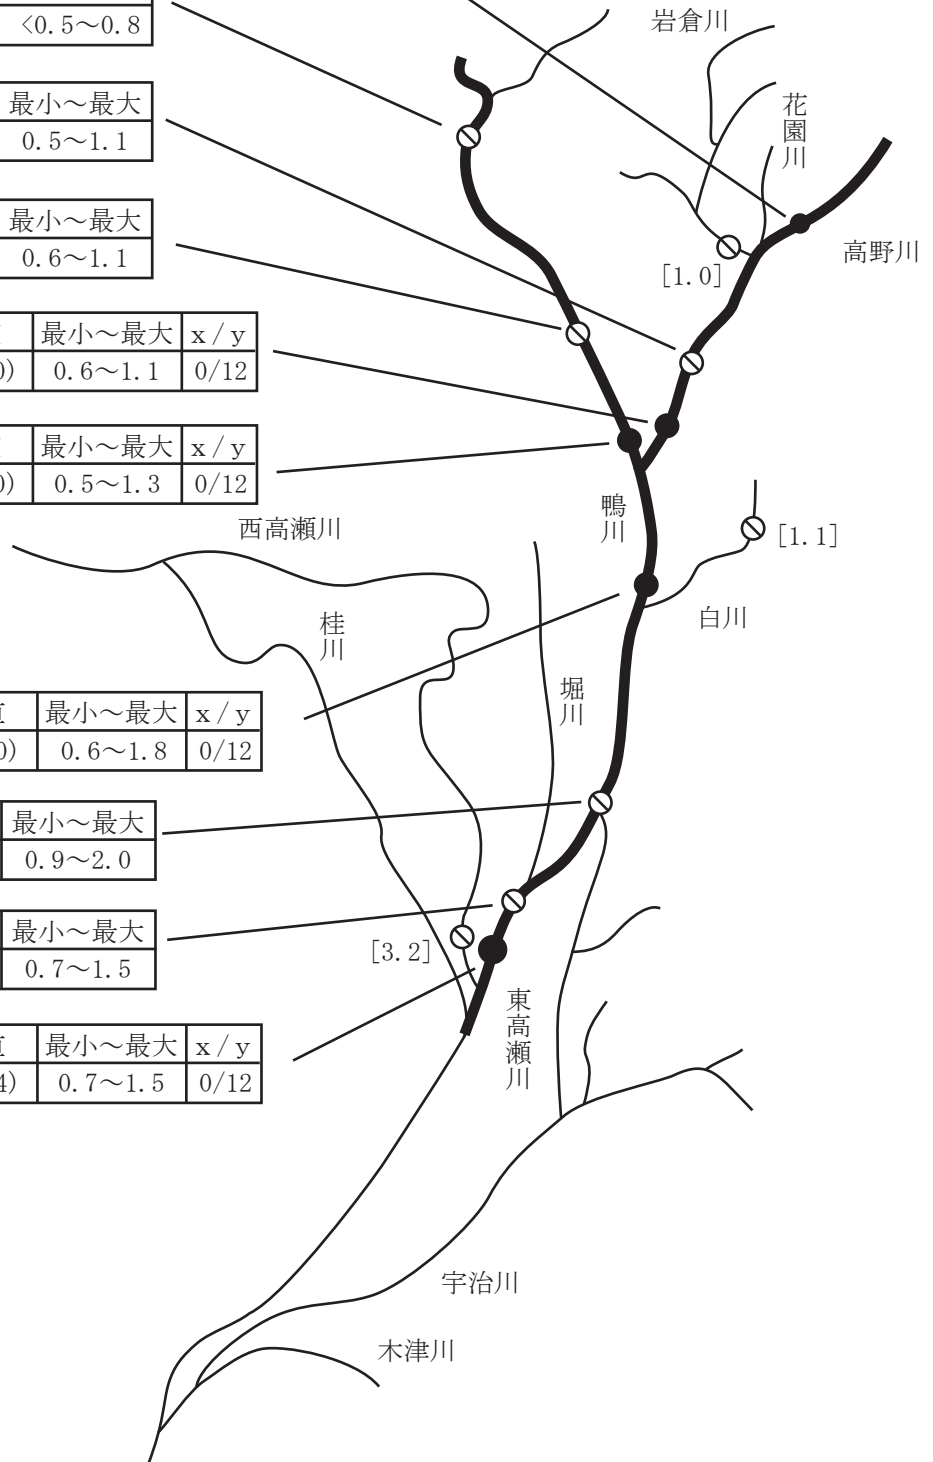 <0.5～0.8
岩倉川
最小～最大
0.5～1.1
花園川
最小～最大
0.6～1.1
高野川
[1.0]
最小～最大 x/y
0) 0.6～1.1 0/12
最小～最大 x/y
0) 0.5～1.3 0/12
鴨川
西高瀬川
[1.1]
桂川
白川
堀川
最小～最大 x/y
0) 0.6～1.8 0/12
最小～最大
0.9～2.0
最小～最大
0.7～1.5
[3.2]
東高瀬川
最小～最大 x/y
4) 0.7～1.5 0/12
宇治川
木津川